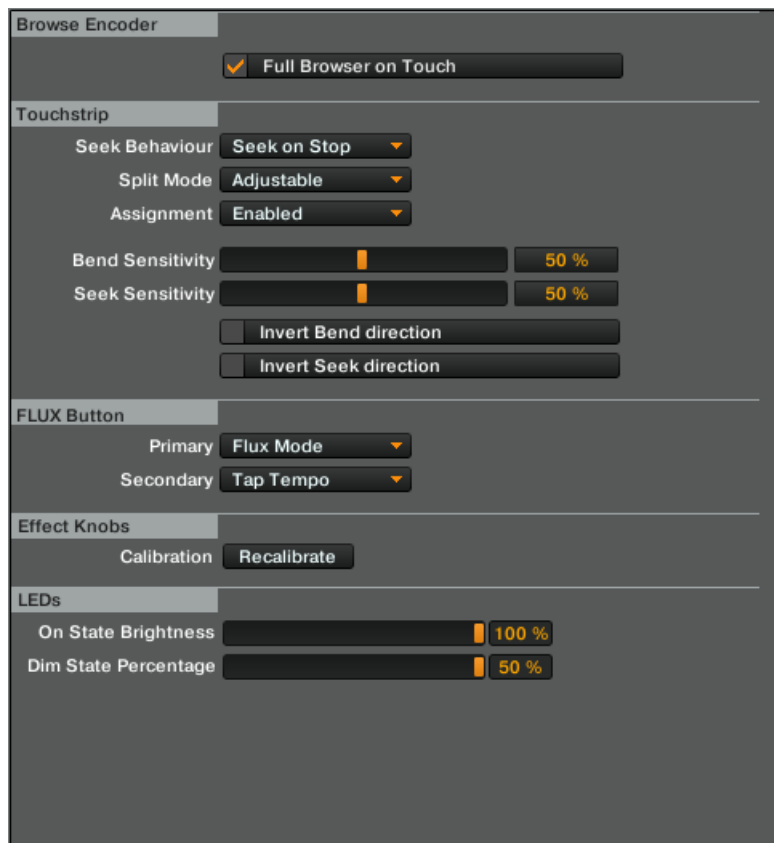 Browse Encoder
Full Browser on Touch
Touchstrip
Seek Behaviour Seek on Stop
Split Mode Adjustable
Assignment Enabled
Bend Sensitivity 50 %
Seek Sensitivity 50 %
Invert Bend direction
Invert Seek direction
FLUX Button
Primary Flux Mode
Secondary Tap Tempo
Effect Knobs
Calibration Recalibrate
LEDs
On State Brightness 100 %
Dim State Percentage 50 %